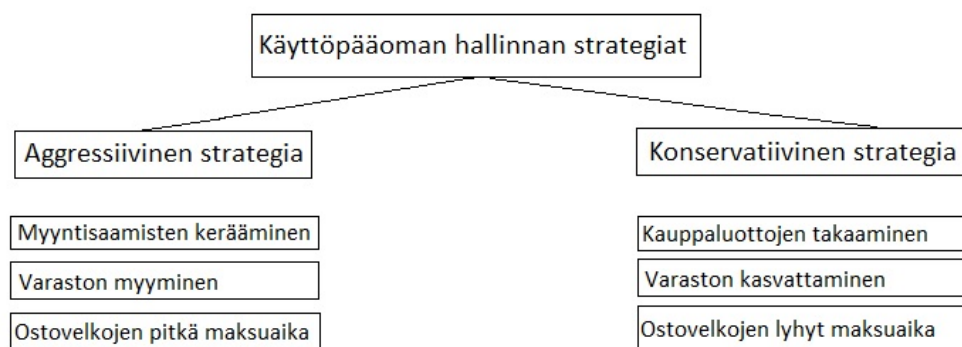 Käyttöpääoman hallinnan strategiat
Aggressiivinen strategia
Konservatiivinen strategia
Myyntisaamisten kerääminen
Varaston myyminen
Ostovelkojen pitkä maksuaika
Kauppaluottojen takaaminen
Varaston kasvattaminen
Ostovelkojen lyhyt maksuaika